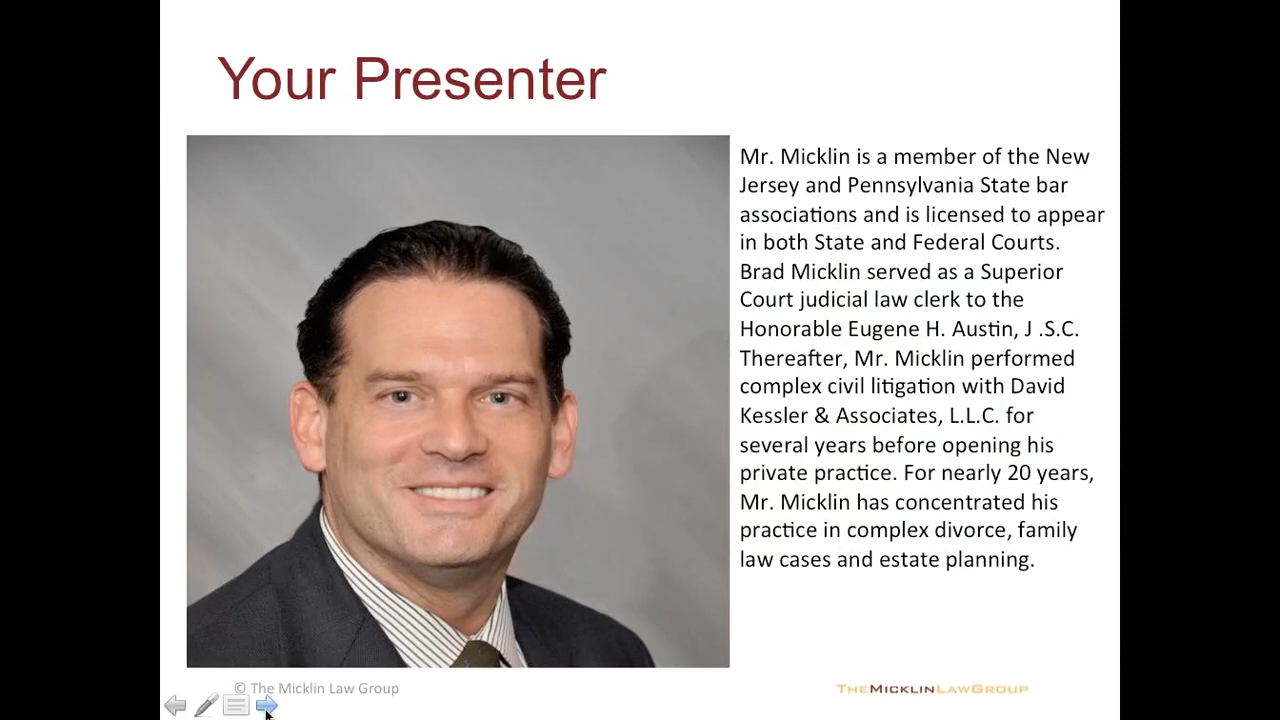 Your Presenter
Mr. Micklin is a member of the New
Jersey and Pennsylvania State bar
associations and is licensed to appear
in both State and Federal Courts.
Brad Micklin served as a Superior
Court judicial law clerk to the
Honorable Eugene H. Austin, J .S.C.
Thereafter, Mr. Micklin performed
complex civil litigation with David
Kessler & Associates, L.L.C. for
several years before opening his
private practice. For nearly 20 years,
Mr. Micklin has concentrated his
practice in complex divorce, family
law cases and estate planning.
© The Micklin Law Group
THEMICKLINLAWGROUP